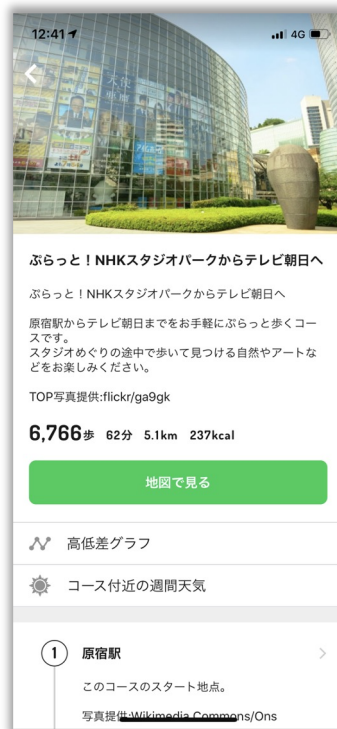 12:41
4G
ぷらっと！NHKスタジオパークからテレビ朝日へ
ぷらっと！NHKスタジオパークからテレビ朝日へ
原宿駅からテレビ朝日までをお手軽にぷらっと歩くコー
スです。
スタジオめぐりの途中で歩いて見つける自然やアートな
どをお楽しみください。
TOP写真提供:flickr/ga9gk
6,766歩 62分 5.1km 237kcal
地図で見る
高低差グラフ
コース付近の週間天気
1 原宿駅
このコースのスタート地点。
写真提供:Wikimedia Commons/Ons